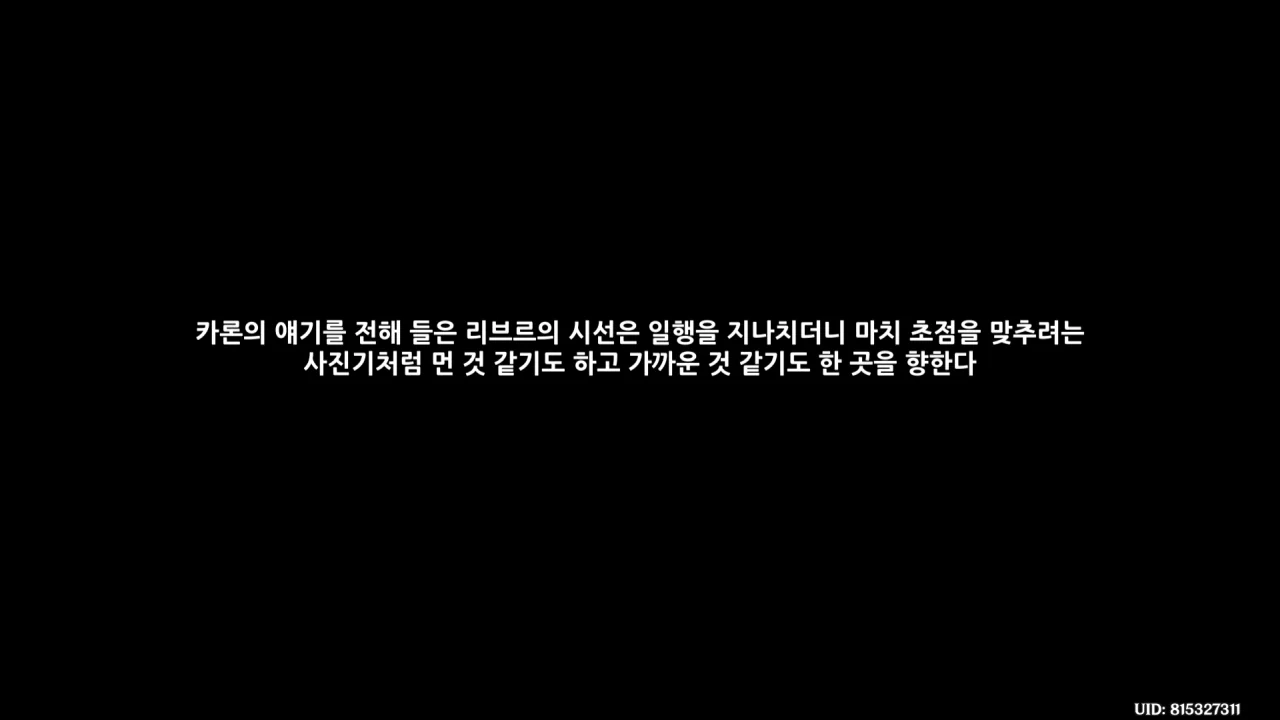 카론의 얘기를 전해 들은 리브르의 시선은 일행을 지나치더니 마치 초점을 맞추려는
사진기처럼 먼 것 같기도 하고 가까운 것 같기도 한 곳을 향한다
UID: 815327311